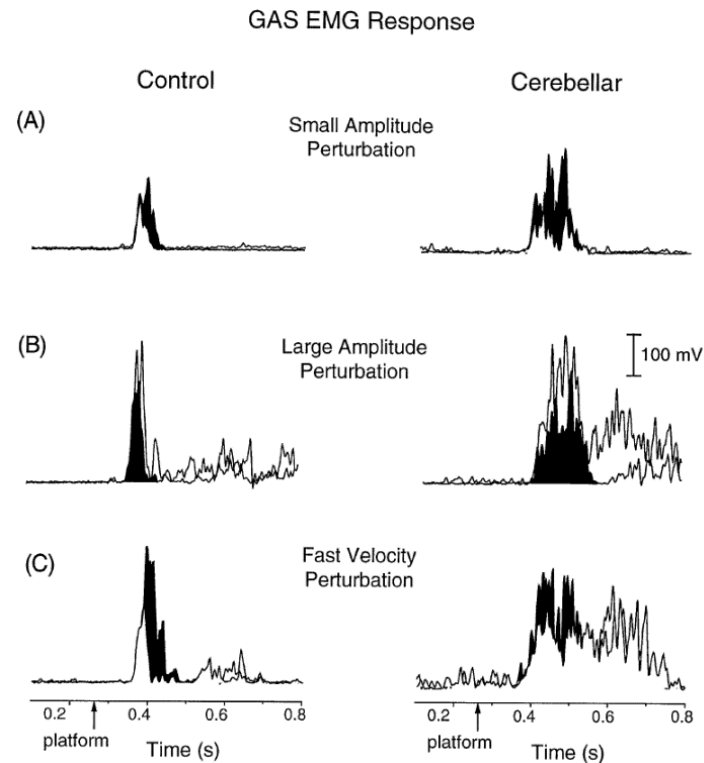 GAS EMG Response
Control
Cerebellar
(A)
Small Amplitude
Perturbation
(B)
Large Amplitude
Perturbation
100 mV
(C)
Fast Velocity
Perturbation
0.2 0.4 0.6 0.8
platform
Time (s)
0.2 0.4 0.6 0.8
platform
Time (s)